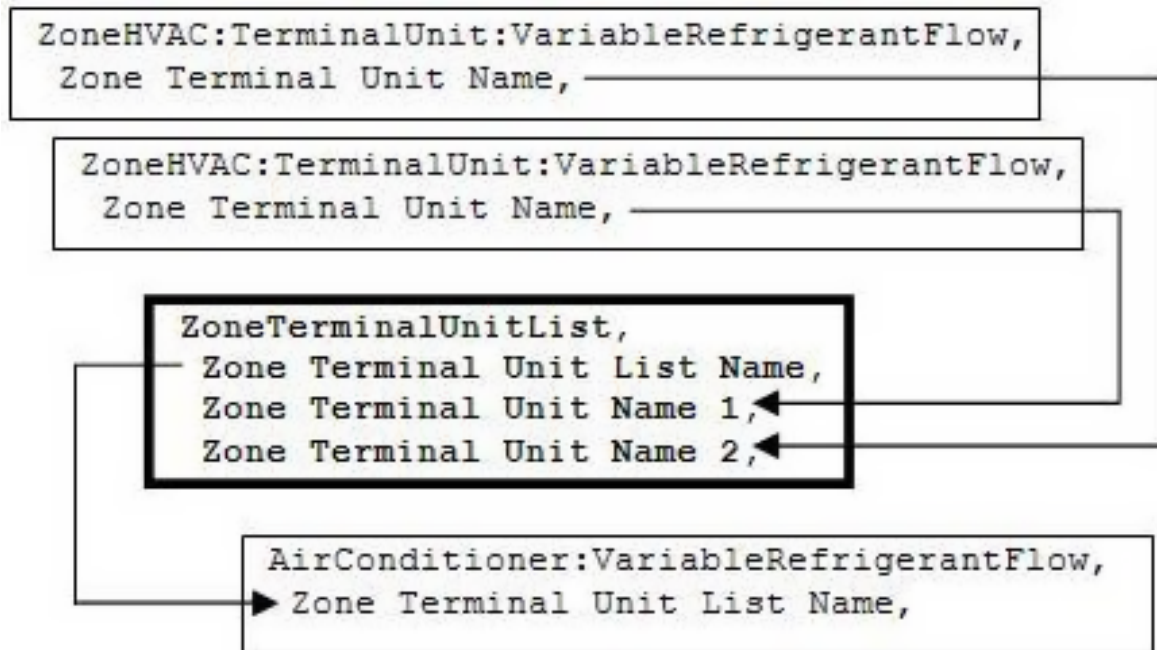 ZoneHVAC:TerminalUnit:VariableRefrigerantFlow,
Zone Terminal Unit Name,
ZoneHVAC:TerminalUnit:VariableRefrigerantFlow,
Zone Terminal Unit Name,
ZoneTerminalUnitList,
Zone Terminal Unit List Name,
Zone Terminal Unit Name 1,
Zone Terminal Unit Name 2,
AirConditioner:VariableRefrigerantFlow,
Zone Terminal Unit List Name,